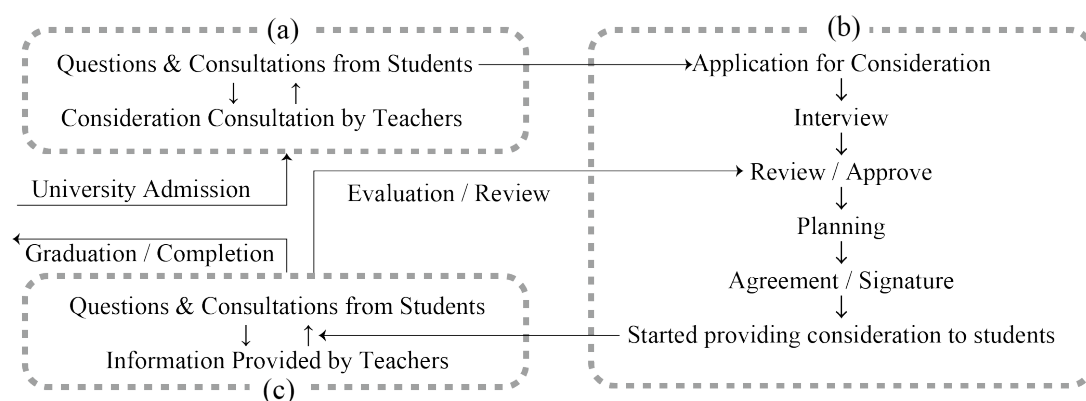 (a)
Questions & Consultations from Students
Consideration Consultation by Teachers
University Admission
Evaluation / Review
Graduation / Completion
Questions & Consultations from Students
Information Provided by Teachers
(c)
(b)
Application for Consideration
Interview
Review / Approve
Planning
Agreement / Signature
Started providing consideration to students